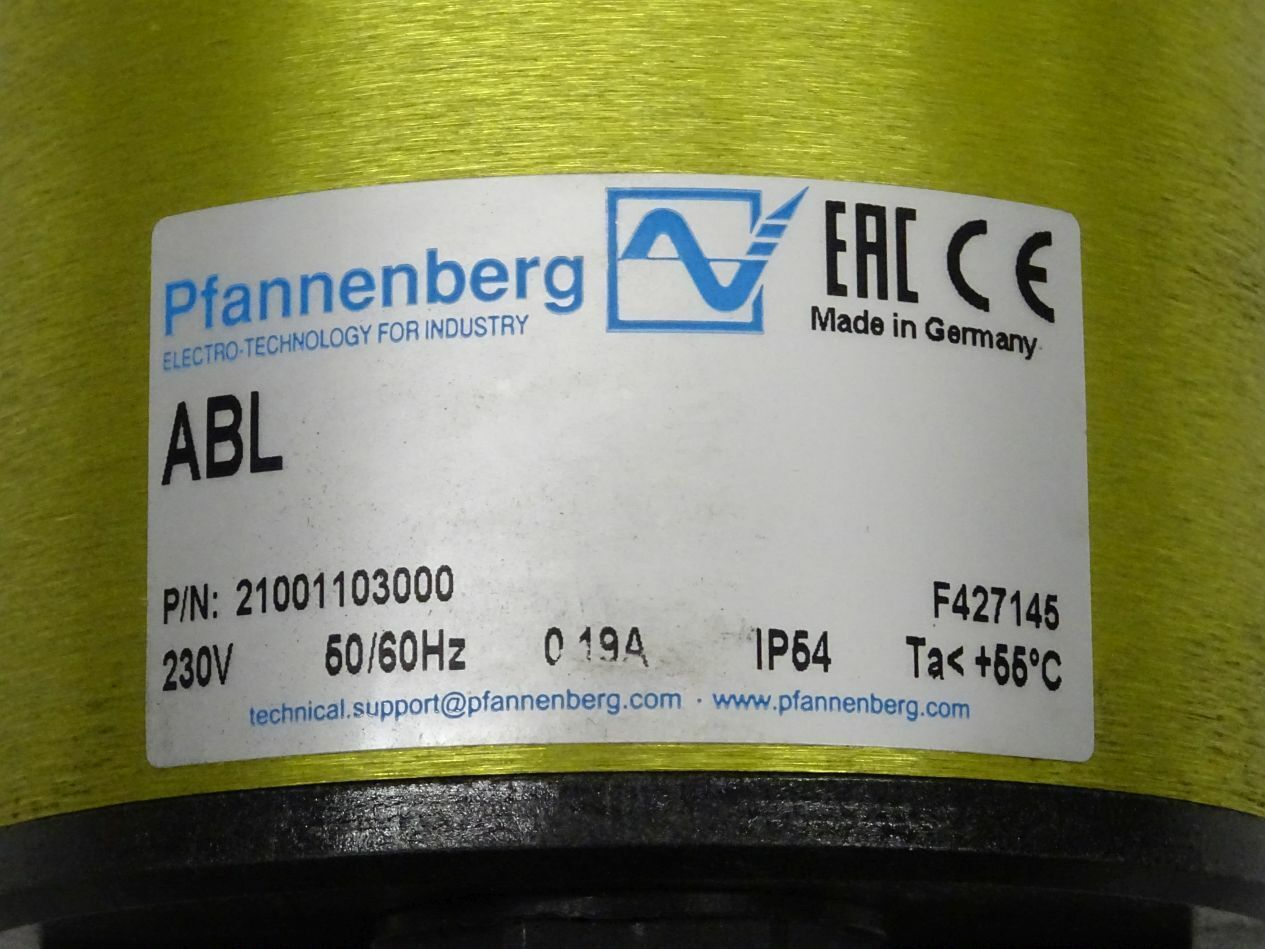 Pfannenberg
ELECTRO-TECHNOLOGY FOR INDUSTRY
EAC CE
Made in Germany
ABL
P/N: 21001103000 F427145
230V 50/60Hz 0.19A IP54 Ta< +55°C
technical.support@pfannenberg.com · www.pfannenberg.com